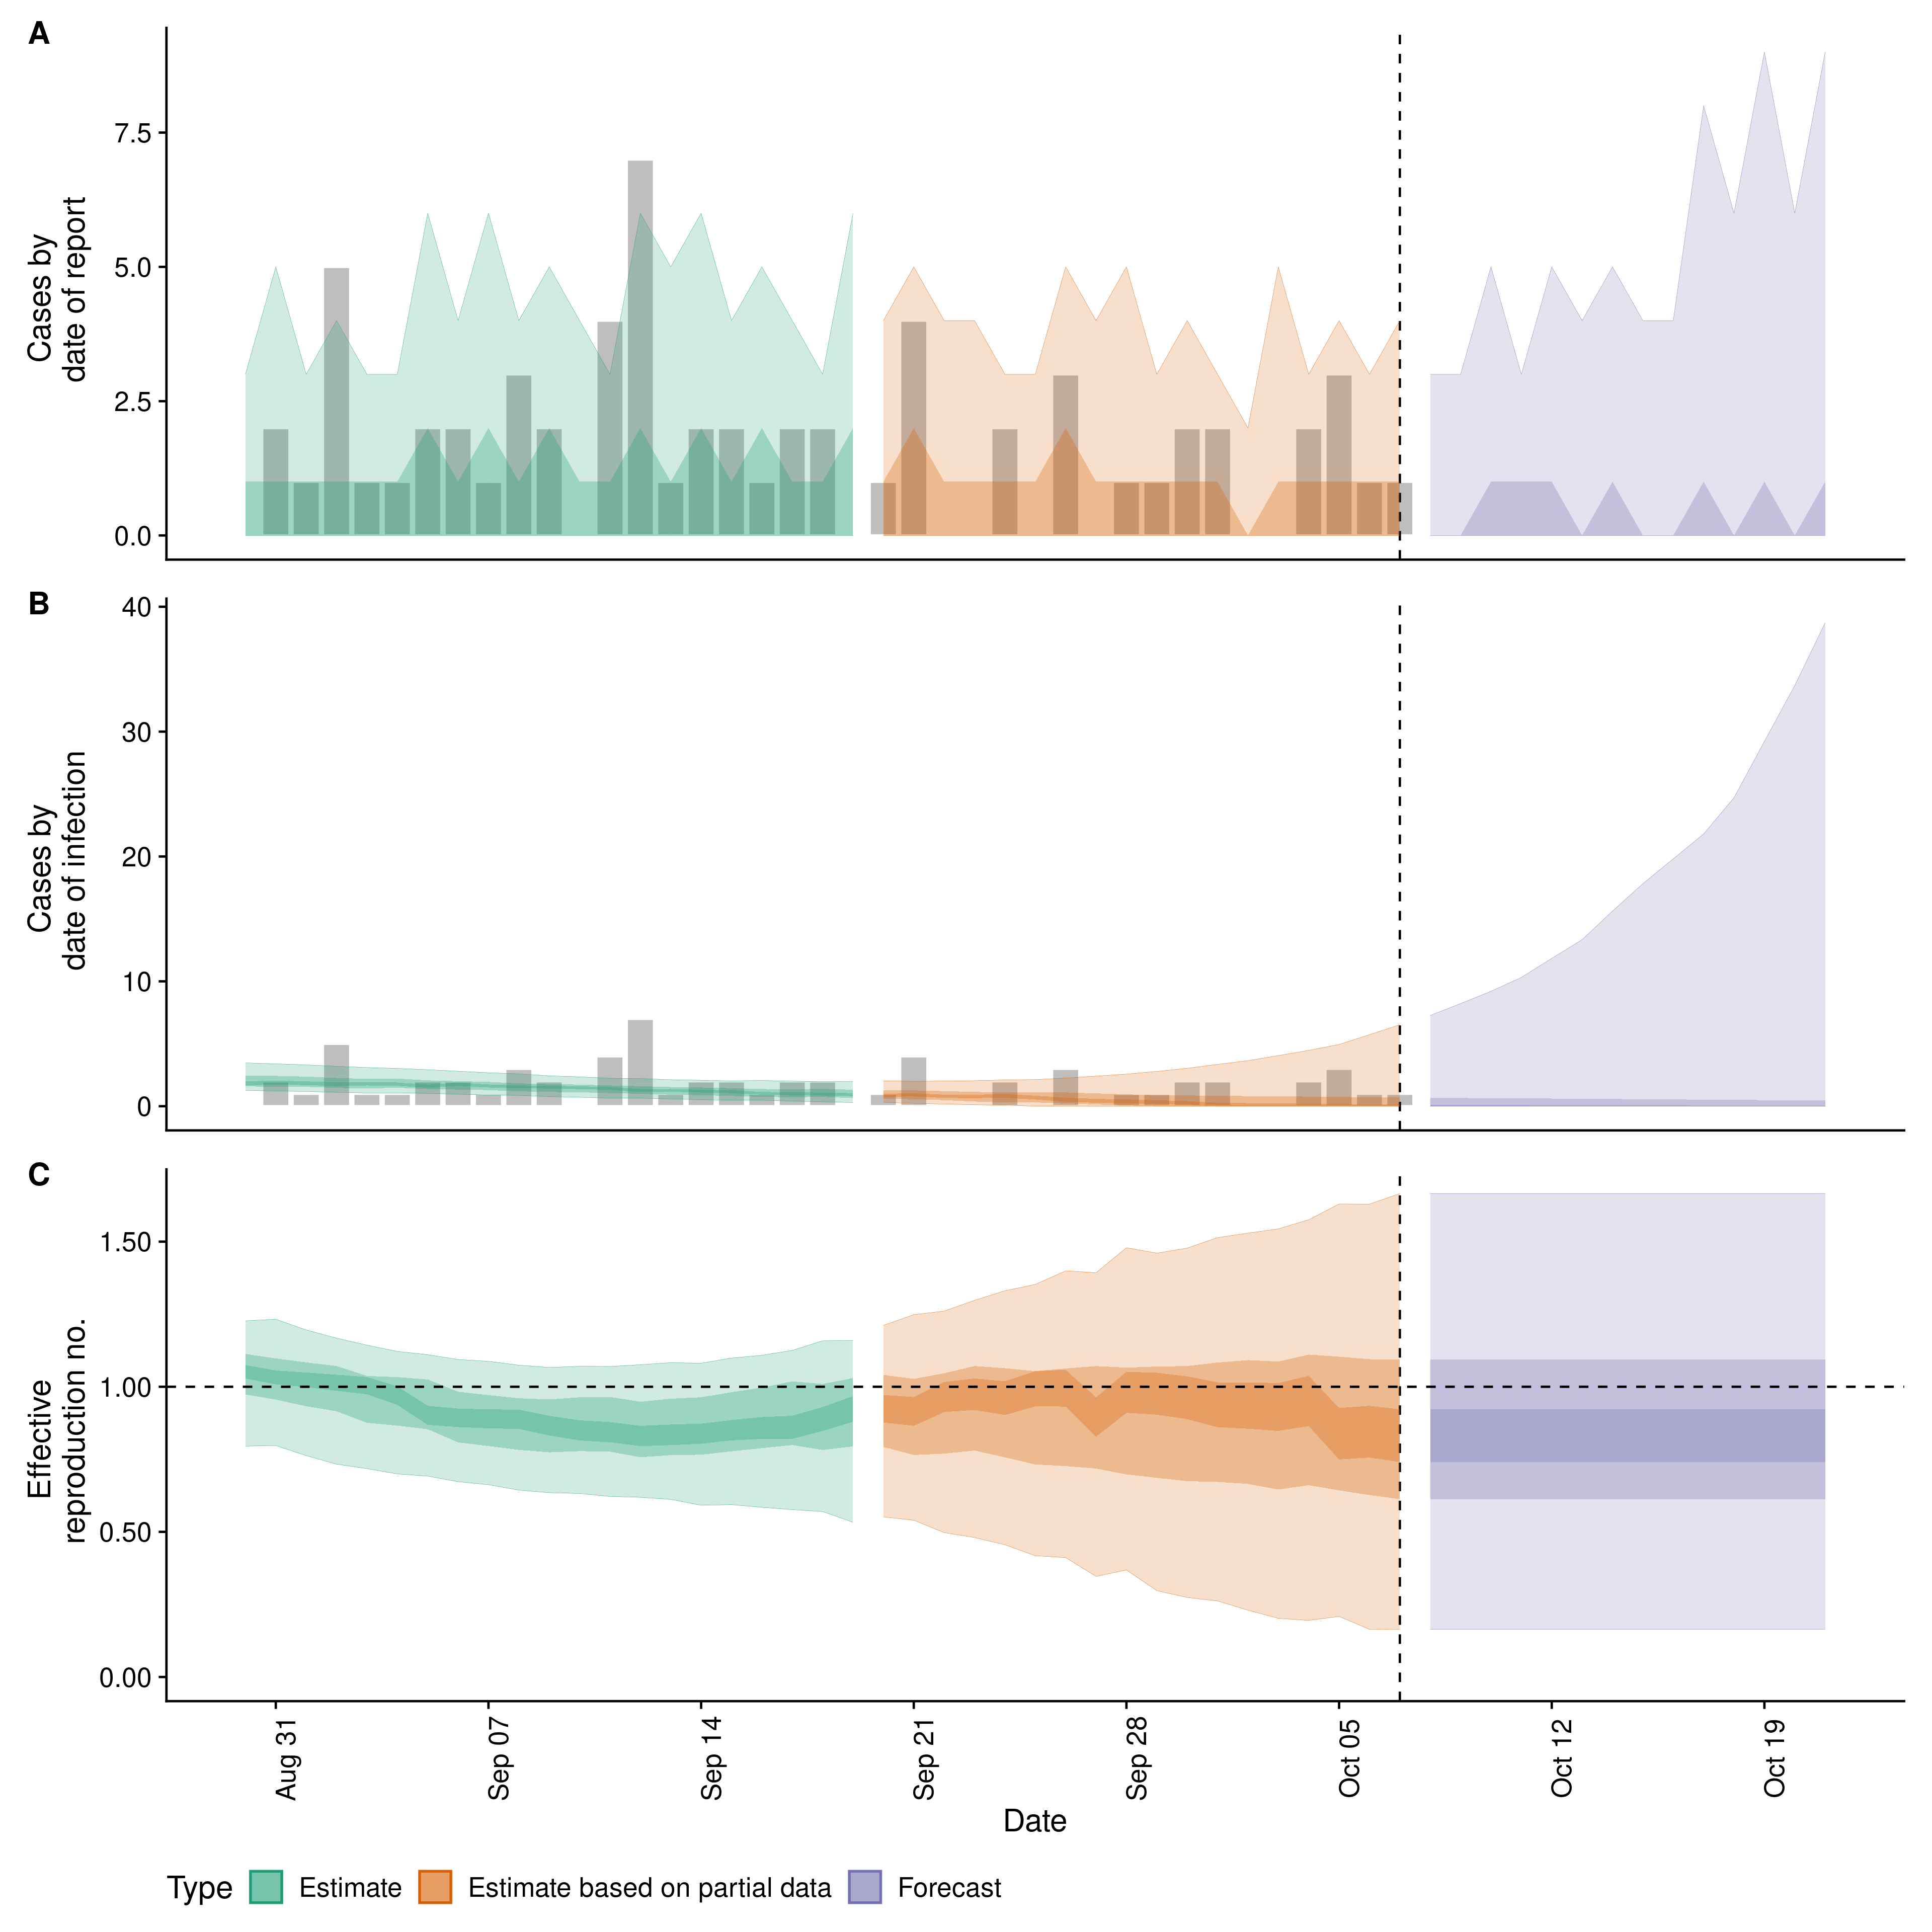 A
Cases by
date of report
7.5
5.0
2.5
0.0
B
Cases by
date of infection
40
30
20
10
0
C
Effective
reproduction no.
1.50
1.00
0.50
0.00
Aug 31
Sep 07
Sep 14
Sep 21
Sep 28
Oct 05
Oct 12
Oct 19
Date
Type Estimate Estimate based on partial data Forecast